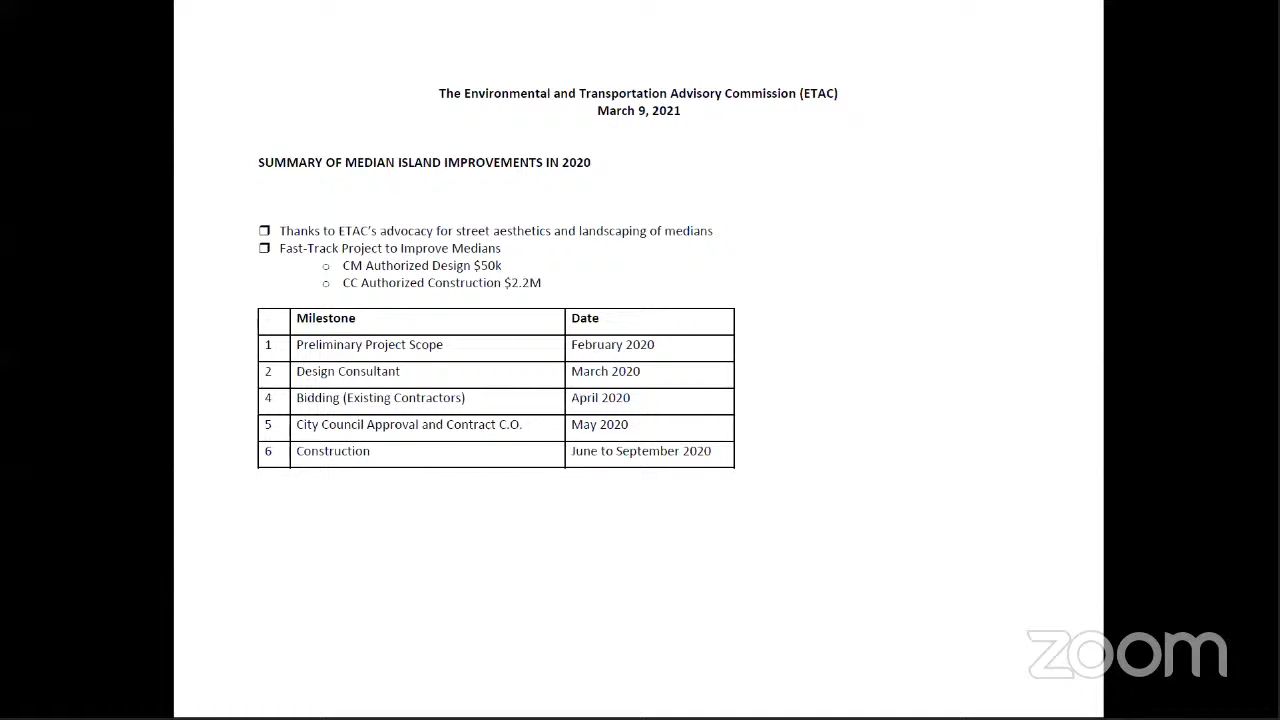 The Environmental and Transportation Advisory Commission (ETAC)
March 9, 2021
SUMMARY OF MEDIAN ISLAND IMPROVEMENTS IN 2020
❒ Thanks to ETAC’s advocacy for street aesthetics and landscaping of medians
❒ Fast-Track Project to Improve Medians
o CM Authorized Design $50k
o CC Authorized Construction $2.2M
Milestone Date
1 Preliminary Project Scope February 2020
2 Design Consultant March 2020
4 Bidding (Existing Contractors) April 2020
5 City Council Approval and Contract C.O. May 2020
6 Construction June to September 2020
zoom